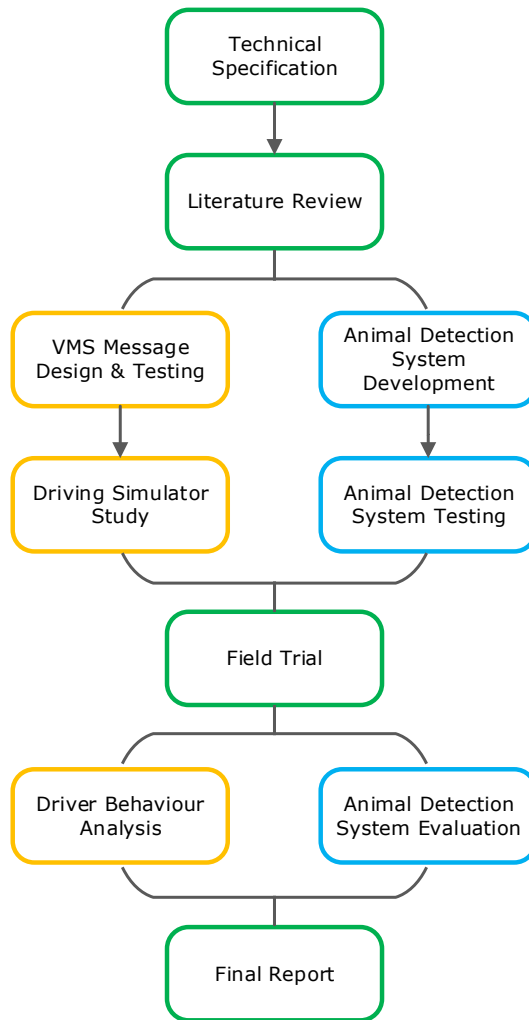 Technical
Specification
Literature Review
VMS Message
Design & Testing
Animal Detection
System
Development
Driving Simulator
Study
Animal Detection
System Testing
Field Trial
Driver Behaviour
Analysis
Animal Detection
System Evaluation
Final Report